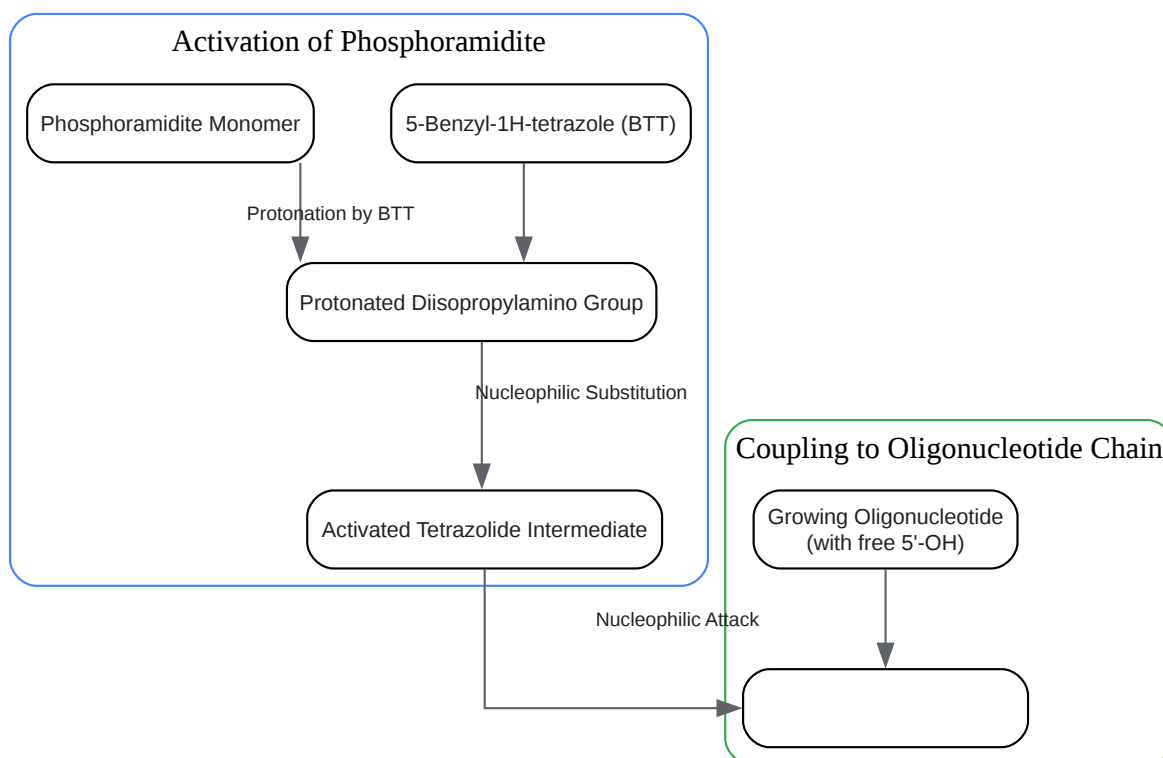 Activation of Phosphoramidite
Phosphoramidite Monomer
5-Benzyl-1H-tetrazole (BTT)
Protonation by BTT
Protonated Diisopropylamino Group
Nucleophilic Substitution
Activated Tetrazolide Intermediate
Coupling to Oligonucleotide Chain
Growing Oligonucleotide
(with free 5'-OH)
Nucleophilic Attack